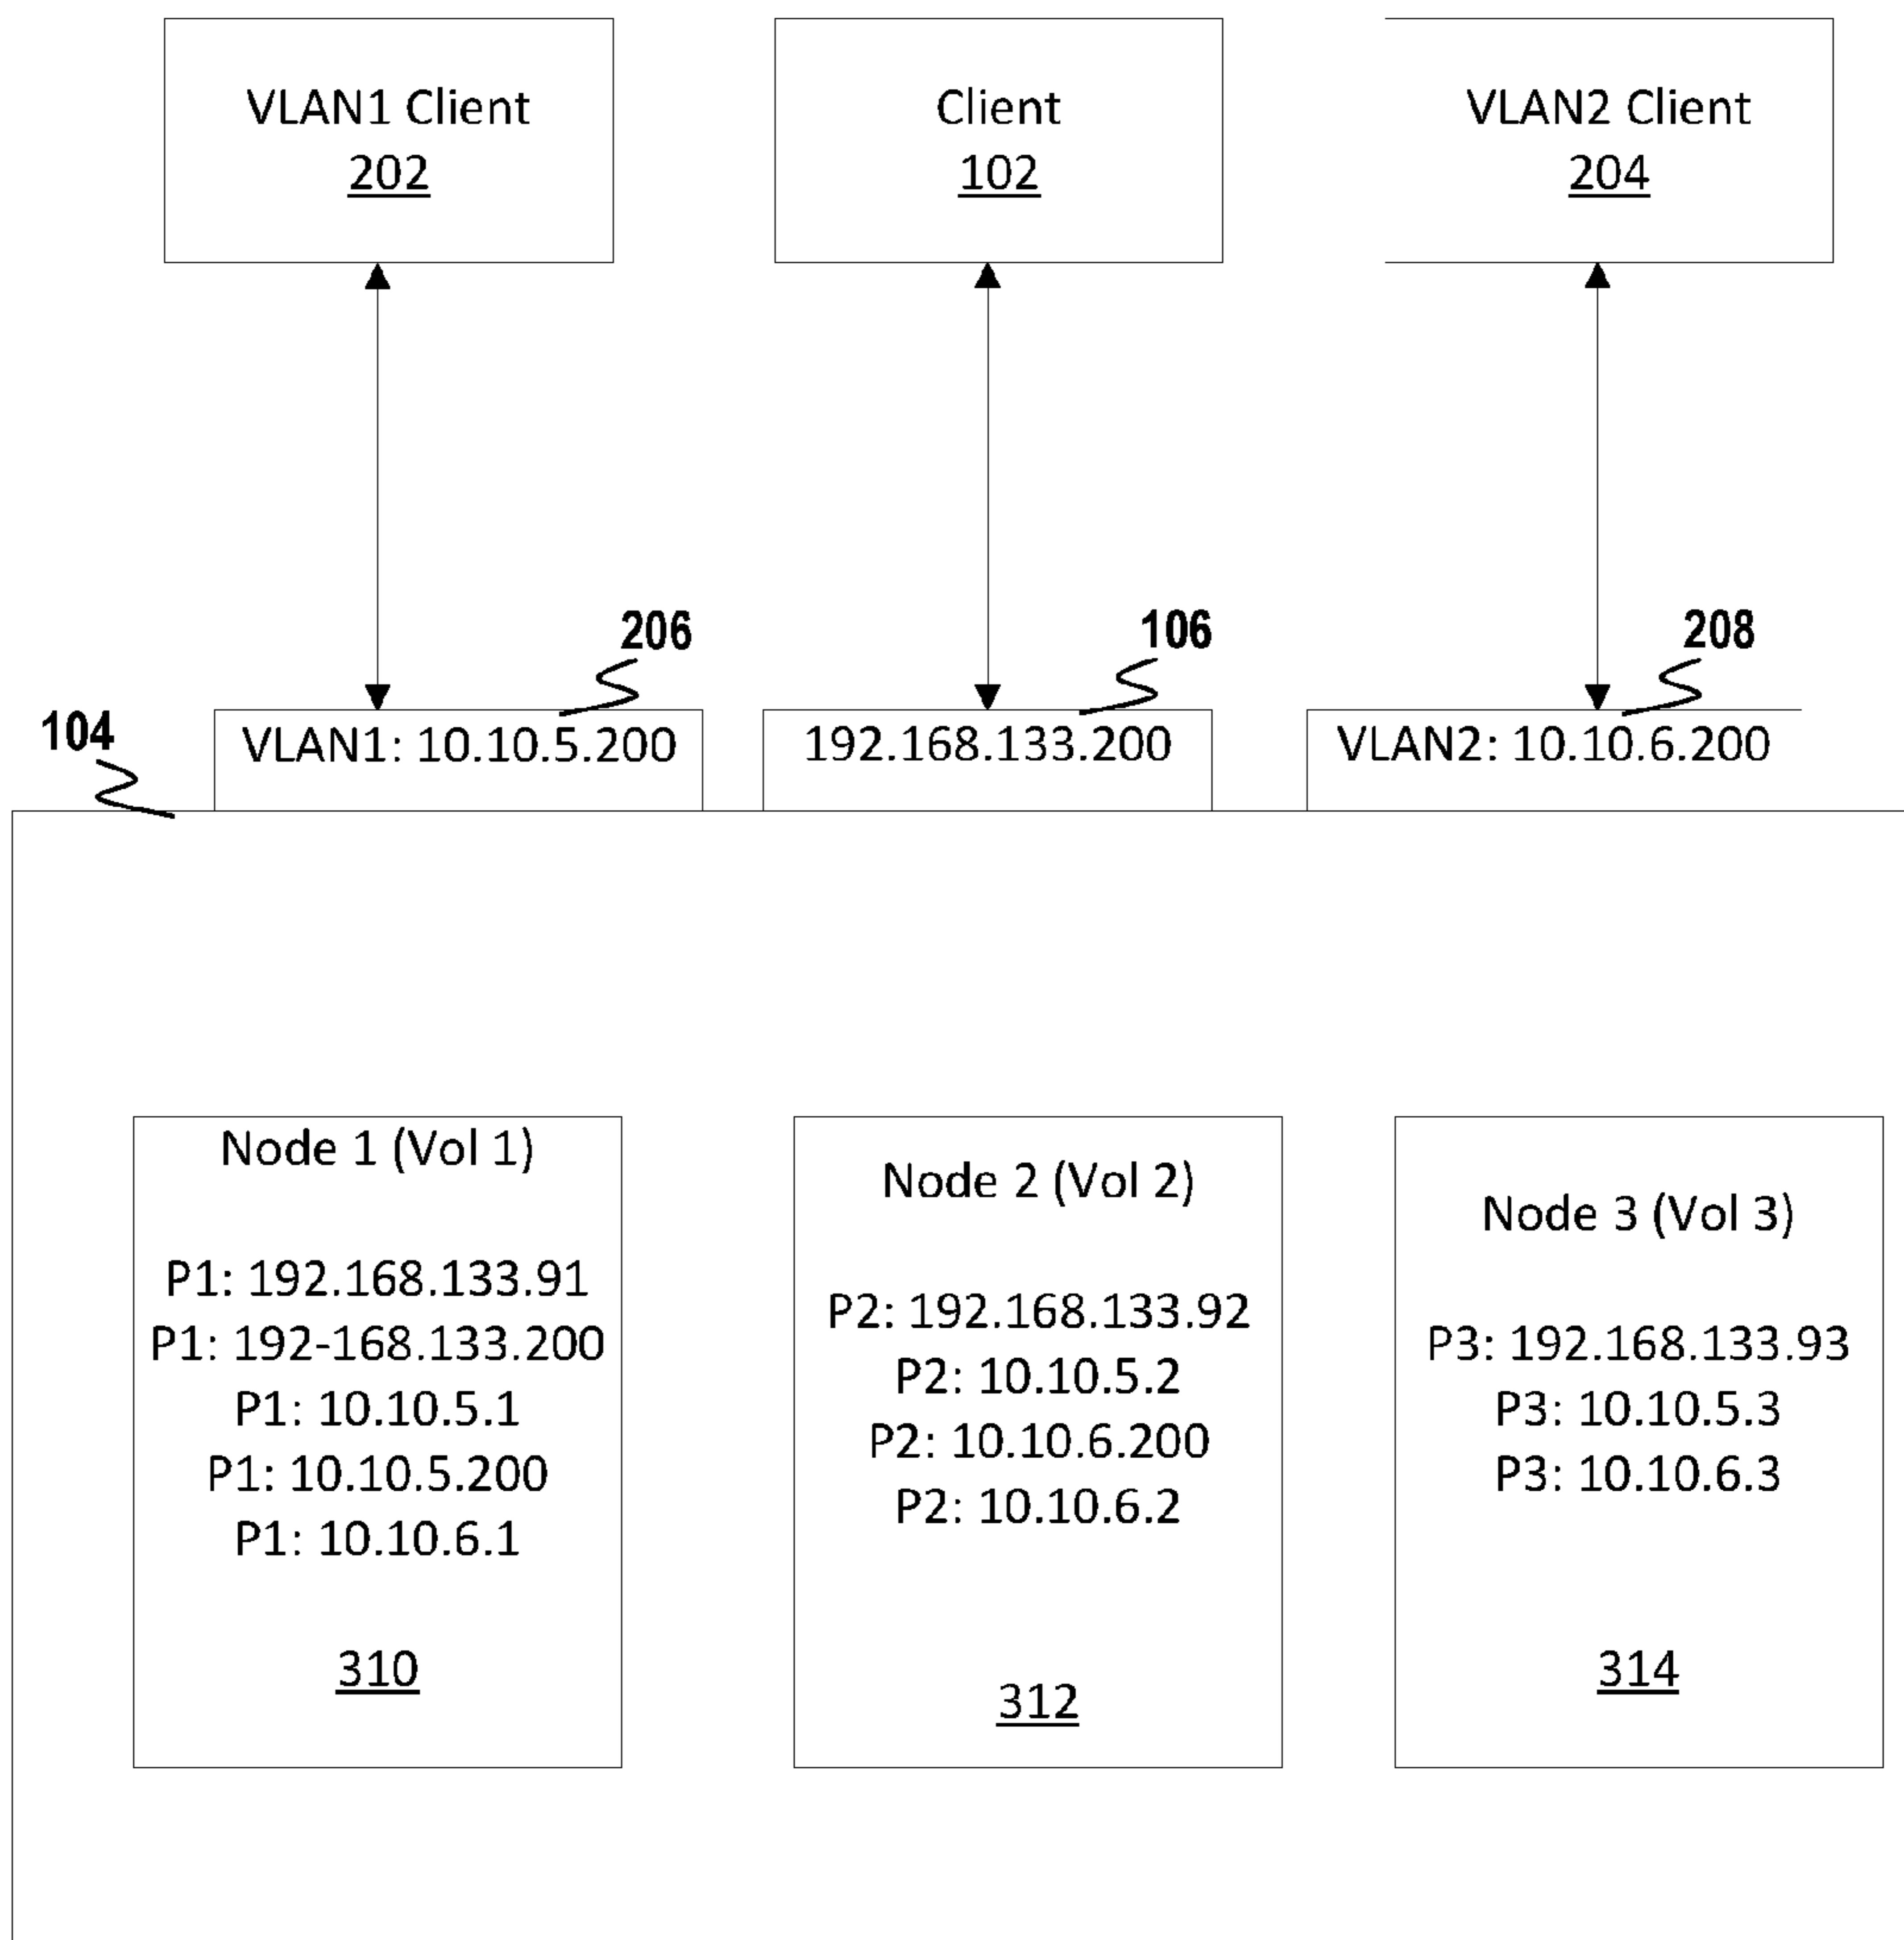 VLAN1 Client
202
Client
102
VLAN2 Client
204
206
106
208
104
VLAN1: 10.10.5.200
192.168.133.200
VLAN2: 10.10.6.200
Node 1 (Vol 1)
P1: 192.168.133.91
P1: 192-168.133.200
P1: 10.10.5.1
P1: 10.10.5.200
P1: 10.10.6.1
310
Node 2 (Vol 2)
P2: 192.168.133.92
P2: 10.10.5.2
P2: 10.10.6.200
P2: 10.10.6.2
312
Node 3 (Vol 3)
P3: 192.168.133.93
P3: 10.10.5.3
P3: 10.10.6.3
314